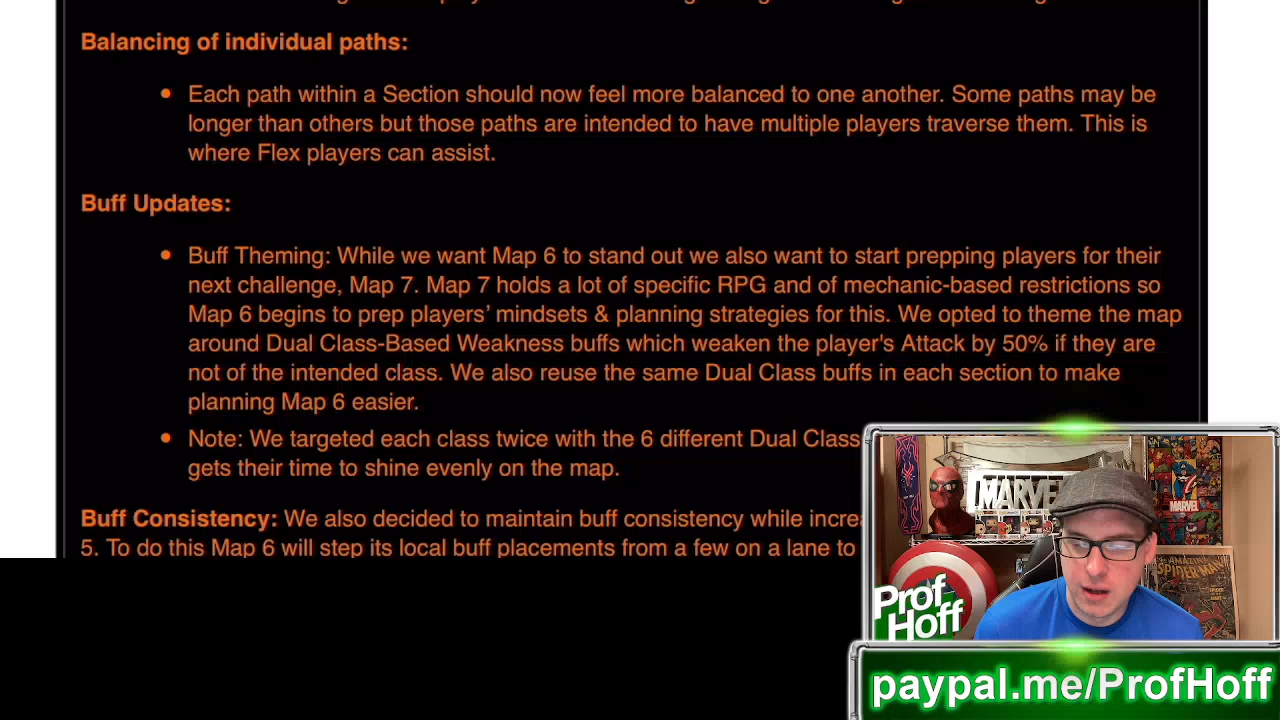 Balancing of individual paths:
Each path within a Section should now feel more balanced to one another. Some paths may be
longer than others but those paths are intended to have multiple players traverse them. This is
where Flex players can assist.
Buff Updates:
Buff Theming: While we want Map 6 to stand out we also want to start prepping players for their
next challenge, Map 7. Map 7 holds a lot of specific RPG and of mechanic-based restrictions so
Map 6 begins to prep players’ mindsets & planning strategies for this. We opted to theme the map
around Dual Class-Based Weakness buffs which weaken the player's Attack by 50% if they are
not of the intended class. We also reuse the same Dual Class buffs in each section to make
planning Map 6 easier.
Note: We targeted each class twice with the 6 different Dual Class
gets their time to shine evenly on the map.
Buff Consistency: We also decided to maintain buff consistency while
5. To do this Map 6 will step its local buff placements from a few on a lane to
MARVEL
MARVEL
AMAZING
SPIDER-MAN
Prof
Hoff
paypal.me/ProfHoff